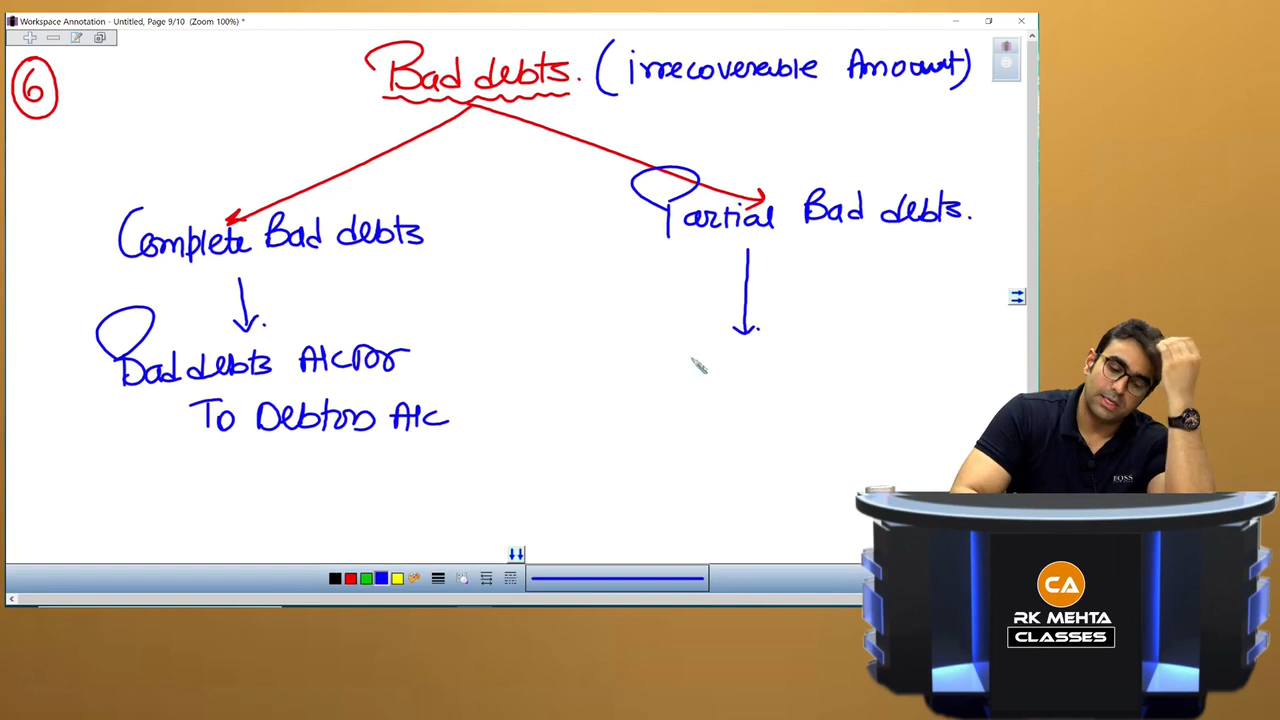 Workspace Annotation - Untitled, Page 9/10 (Zoom 100%) *
6
Bad debts. (irrecoverable Amount)
Complete Bad debts
Partial Bad debts.
Bad debts A/c Dr
To Debtors A/c
BOSS
CA
RK MEHTA
CLASSES